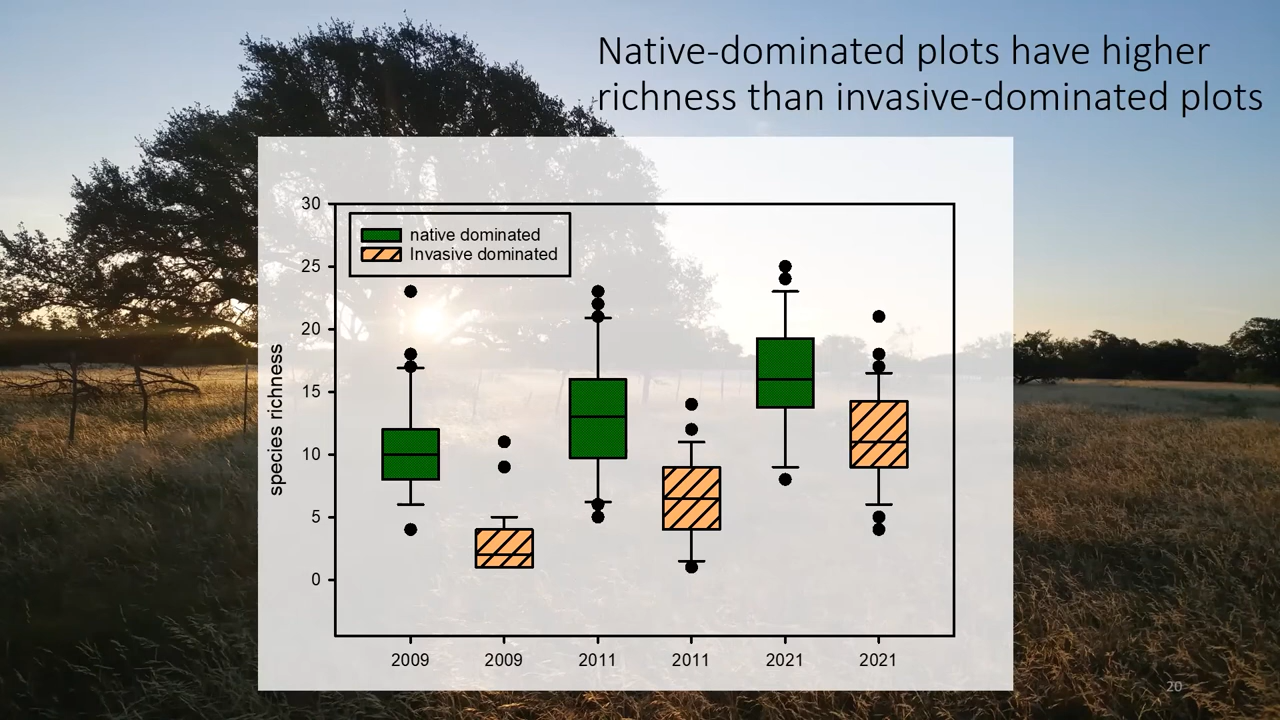 Native-dominated plots have higher
richness than invasive-dominated plots
30
native dominated
Invasive dominated
25
20
15
10
5
0
species richness
2009 2009 2011 2011 2021 2021
20